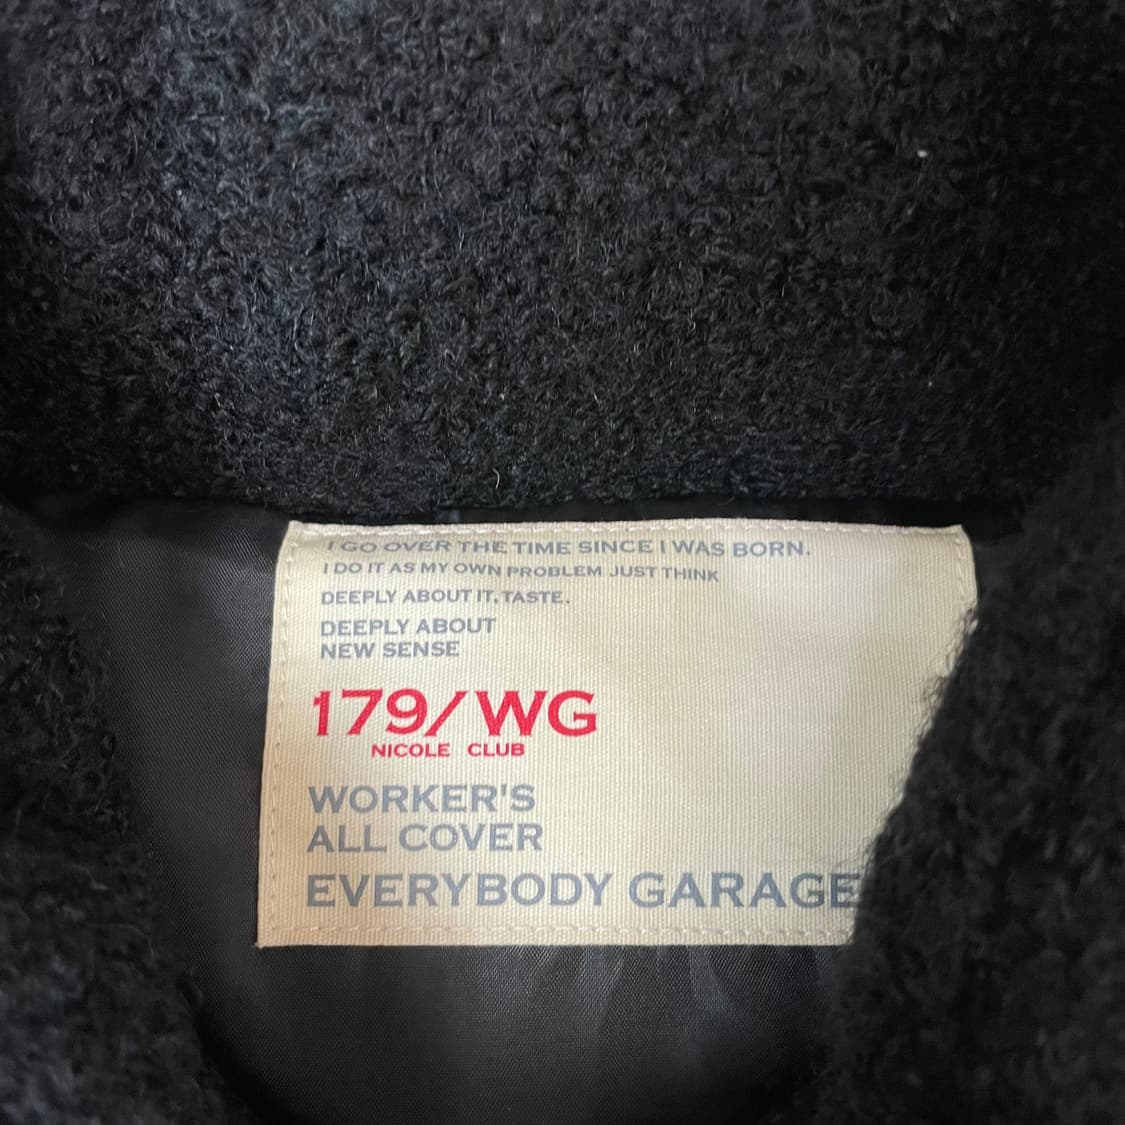 I GO OVER THE TIME SINCE I WAS BORN.
I DO IT AS MY OWN PROBLEM JUST THINK
DEEPLY ABOUT IT, TASTE.
DEEPLY ABOUT
NEW SENSE
179/WG
NICOLE CLUB
WORKER'S
ALL COVER
EVERYBODY GARAGE